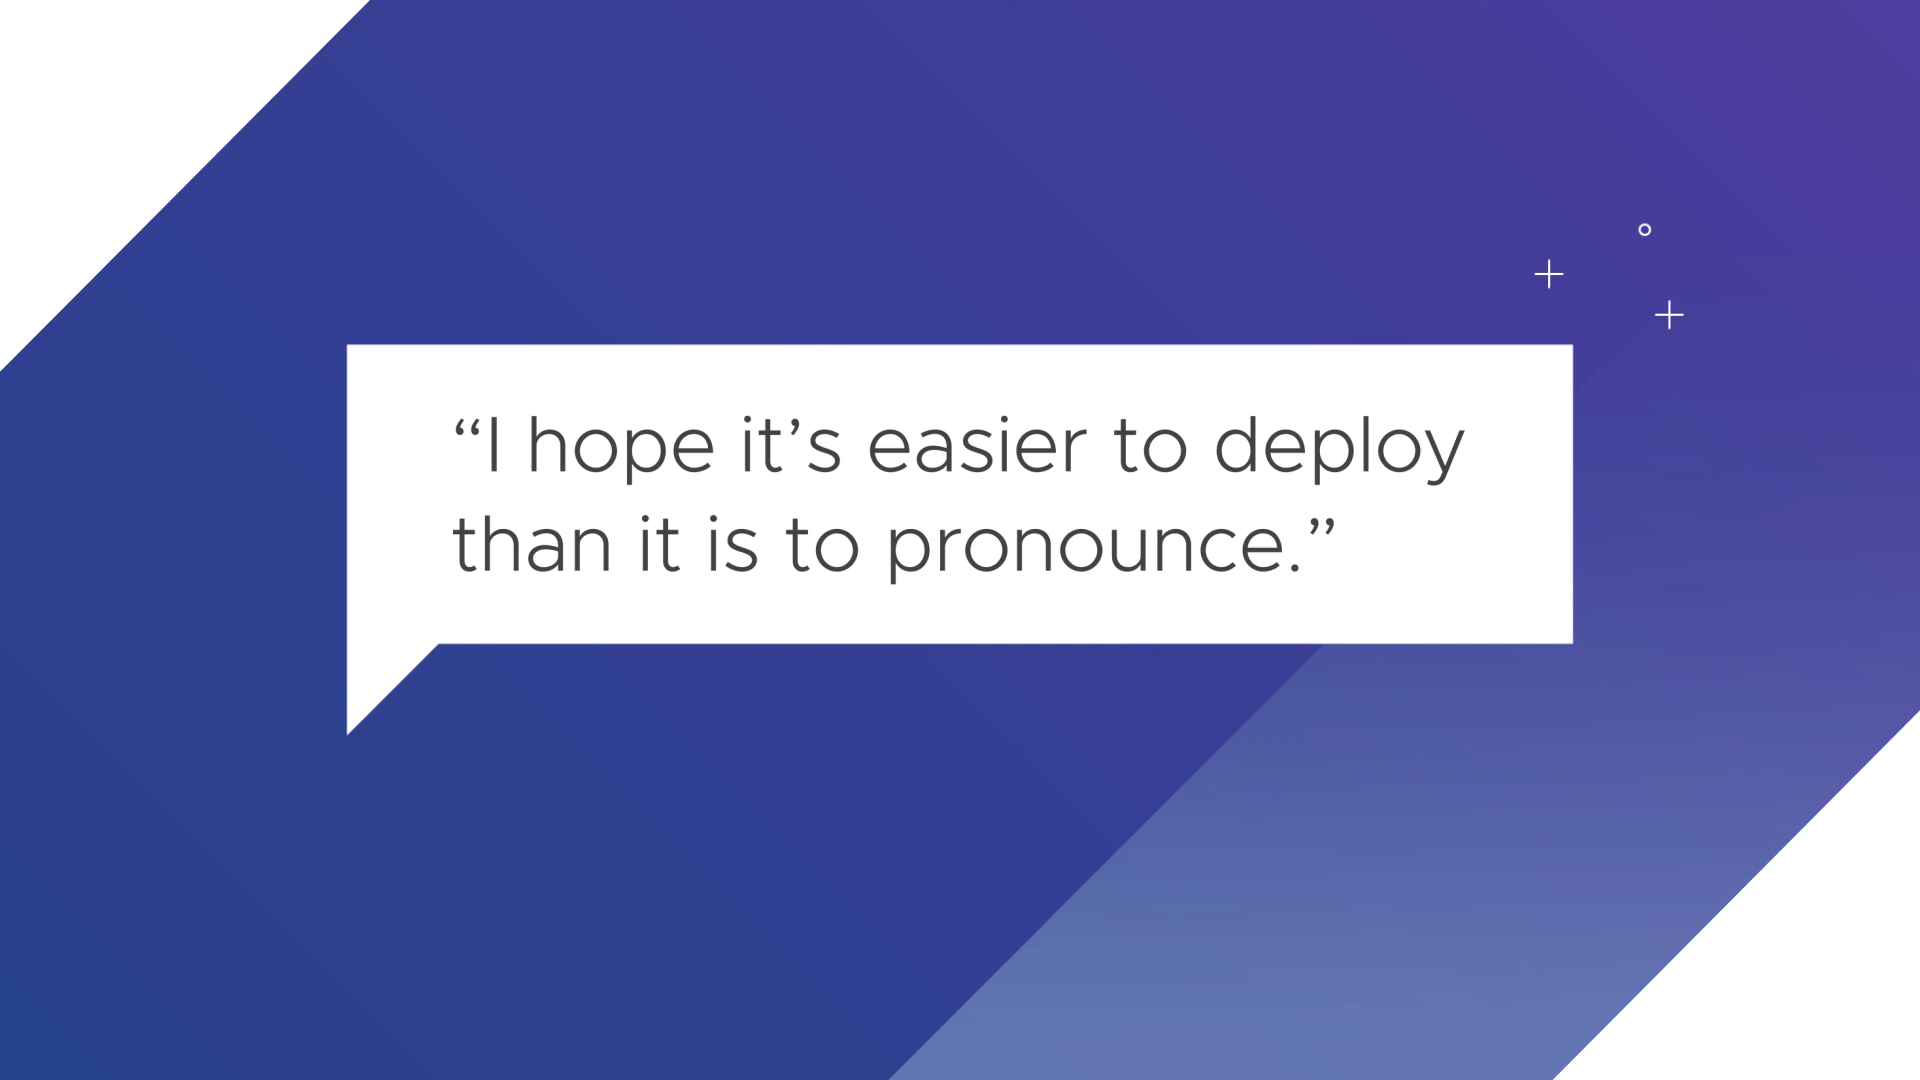 “I hope it’s easier to deploy
than it is to pronounce.”